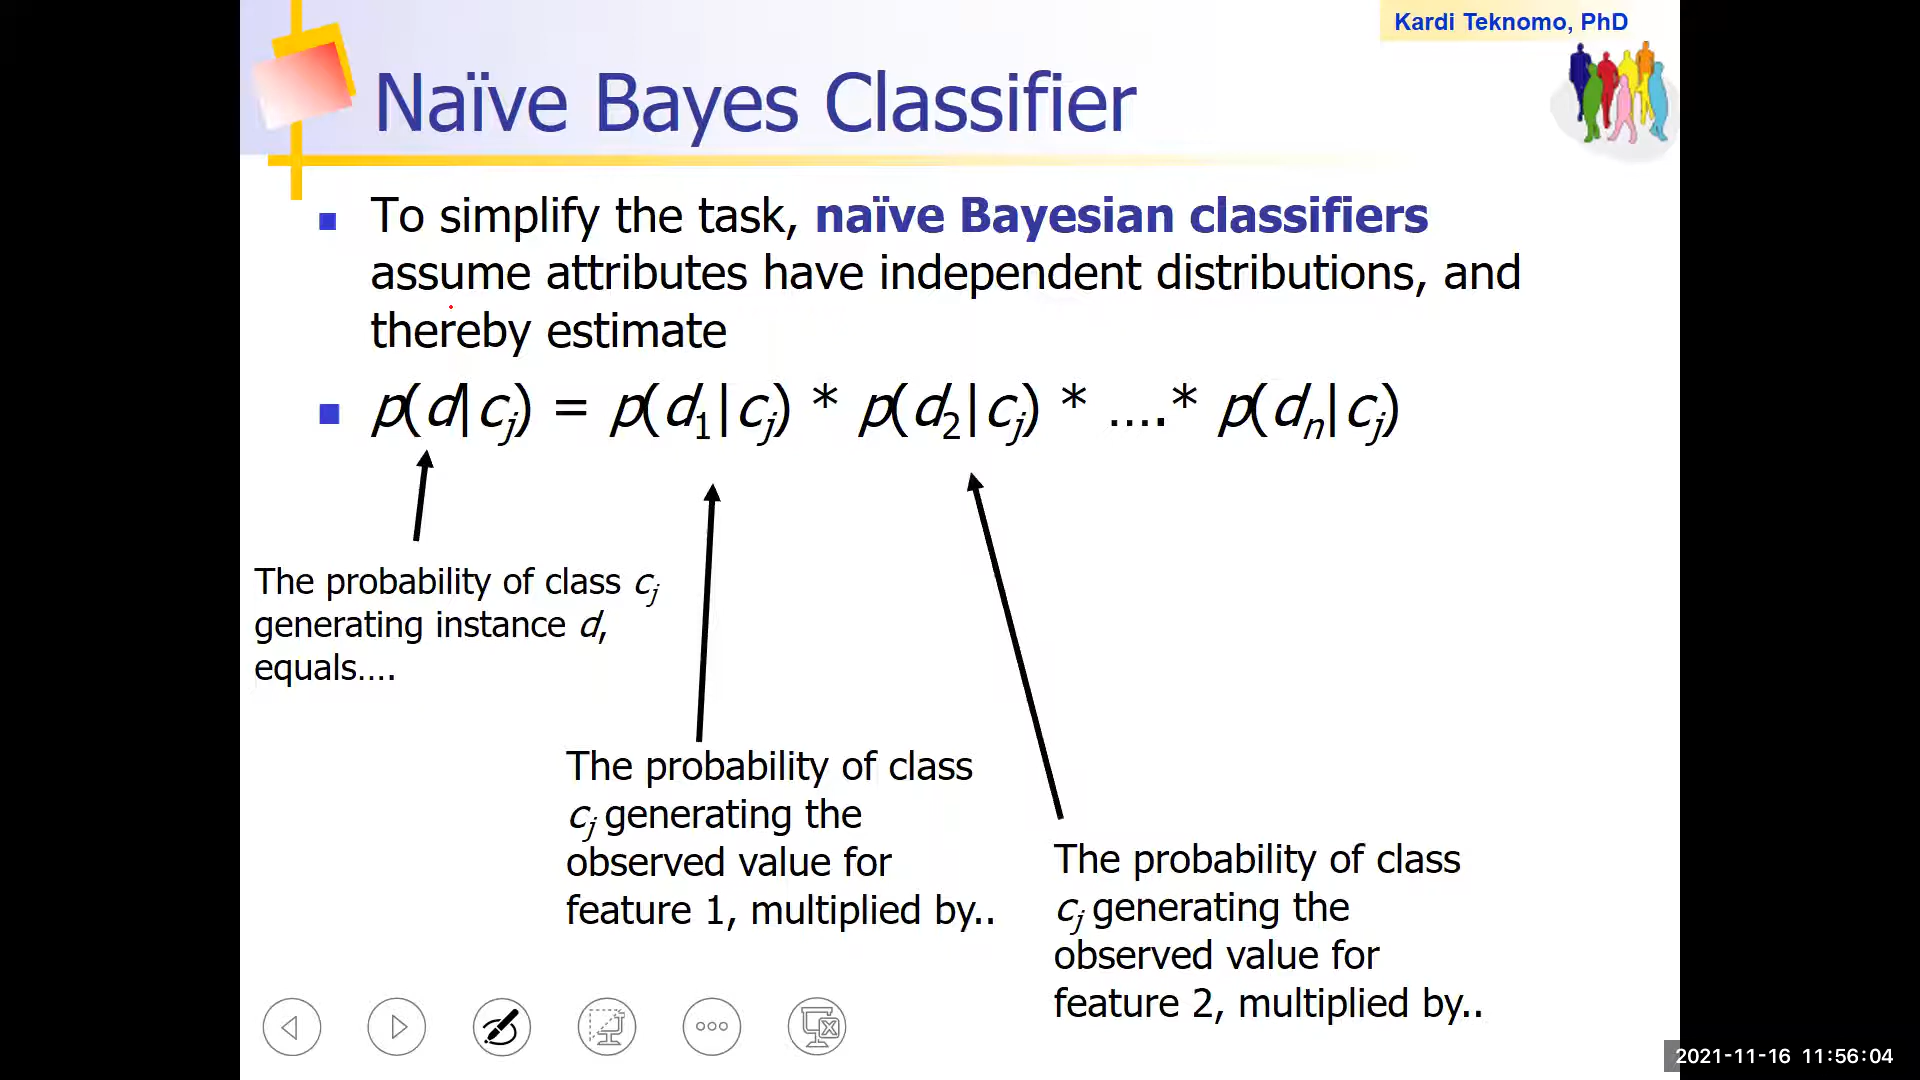 Kardi Teknomo, PhD
Naïve Bayes Classifier
To simplify the task, naïve Bayesian classifiers
assume attributes have independent distributions, and
thereby estimate
p(d|cj) = p(d1|cj) * p(d2|cj) * ....* p(dn|cj)
The probability of class cj
generating instance d,
equals....
The probability of class
cj generating the
observed value for
feature 1, multiplied by..
The probability of class
cj generating the
observed value for
feature 2, multiplied by..
2021-11-16 11:56:04